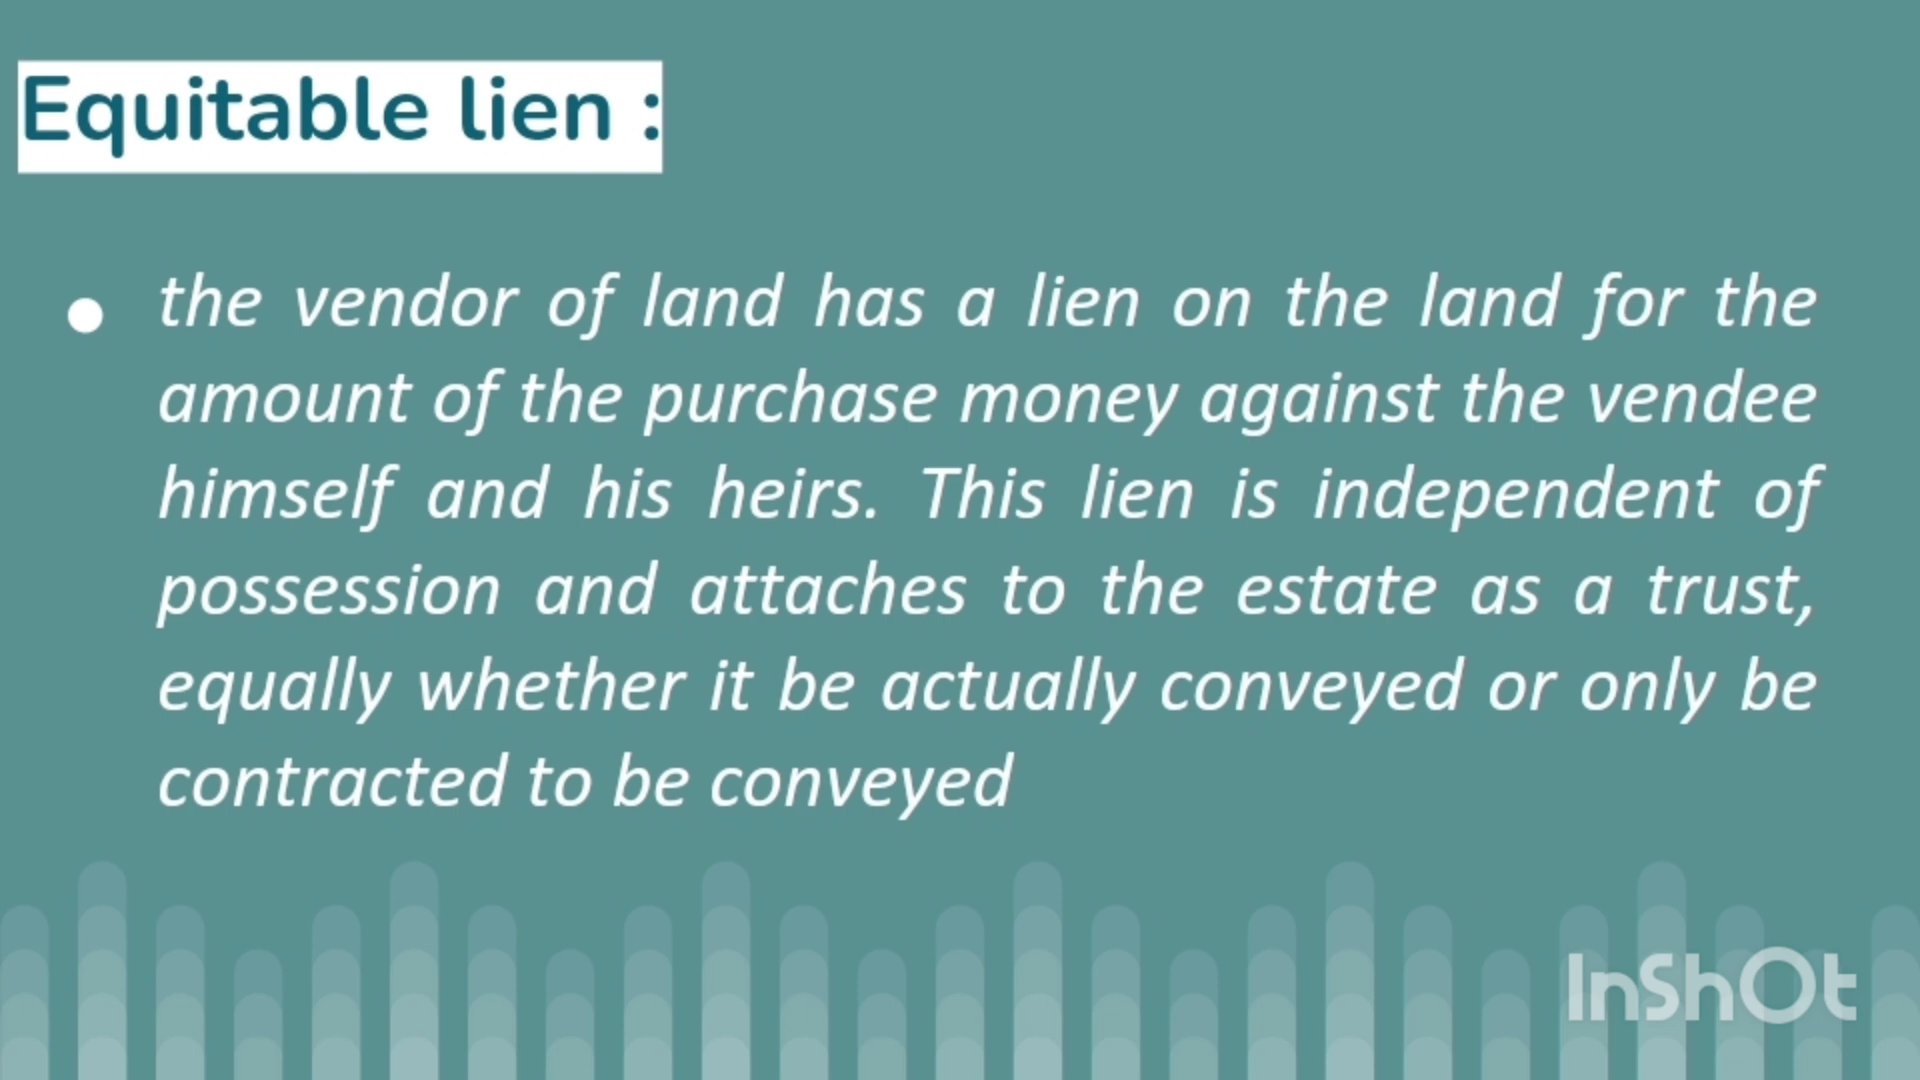 Equitable lien :
● the vendor of land has a lien on the land for the
amount of the purchase money against the vendee
himself and his heirs. This lien is independent of
possession and attaches to the estate as a trust,
equally whether it be actually conveyed or only be
contracted to be conveyed
InShOt